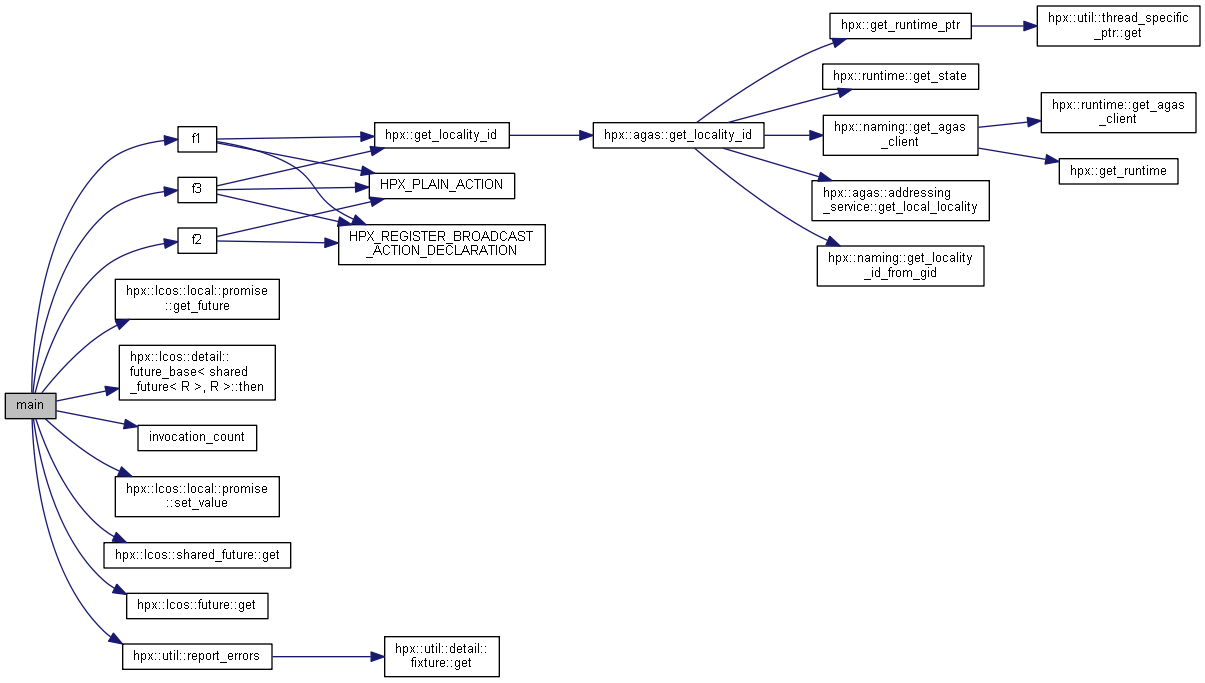 main
f1
f3
f2
hpx::lcos::local::promise
::get_future
hpx::lcos::detail::
future_base< shared
_future< R >, R >::then
invocation_count
hpx::lcos::local::promise
::set_value
hpx::lcos::shared_future::get
hpx::lcos::future::get
hpx::util::report_errors
hpx::get_locality_id
HPX_PLAIN_ACTION
HPX_REGISTER_BROADCAST
_ACTION_DECLARATION
hpx::util::detail::
fixture::get
hpx::agas::get_locality_id
hpx::get_runtime_ptr
hpx::runtime::get_state
hpx::naming::get_agas
_client
hpx::agas::addressing
_service::get_local_locality
hpx::naming::get_locality
_id_from_gid
hpx::util::thread_specific
_ptr::get
hpx::runtime::get_agas
_client
hpx::get_runtime